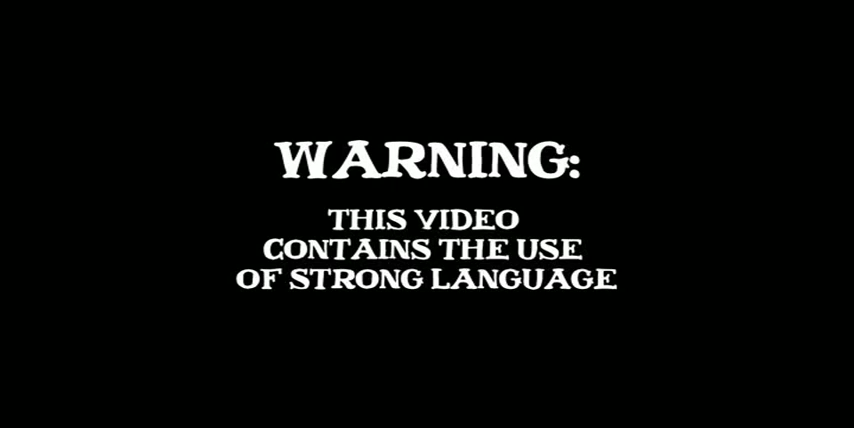 WARNING:
THIS VIDEO
CONTAINS THE USE
OF STRONG LANGUAGE